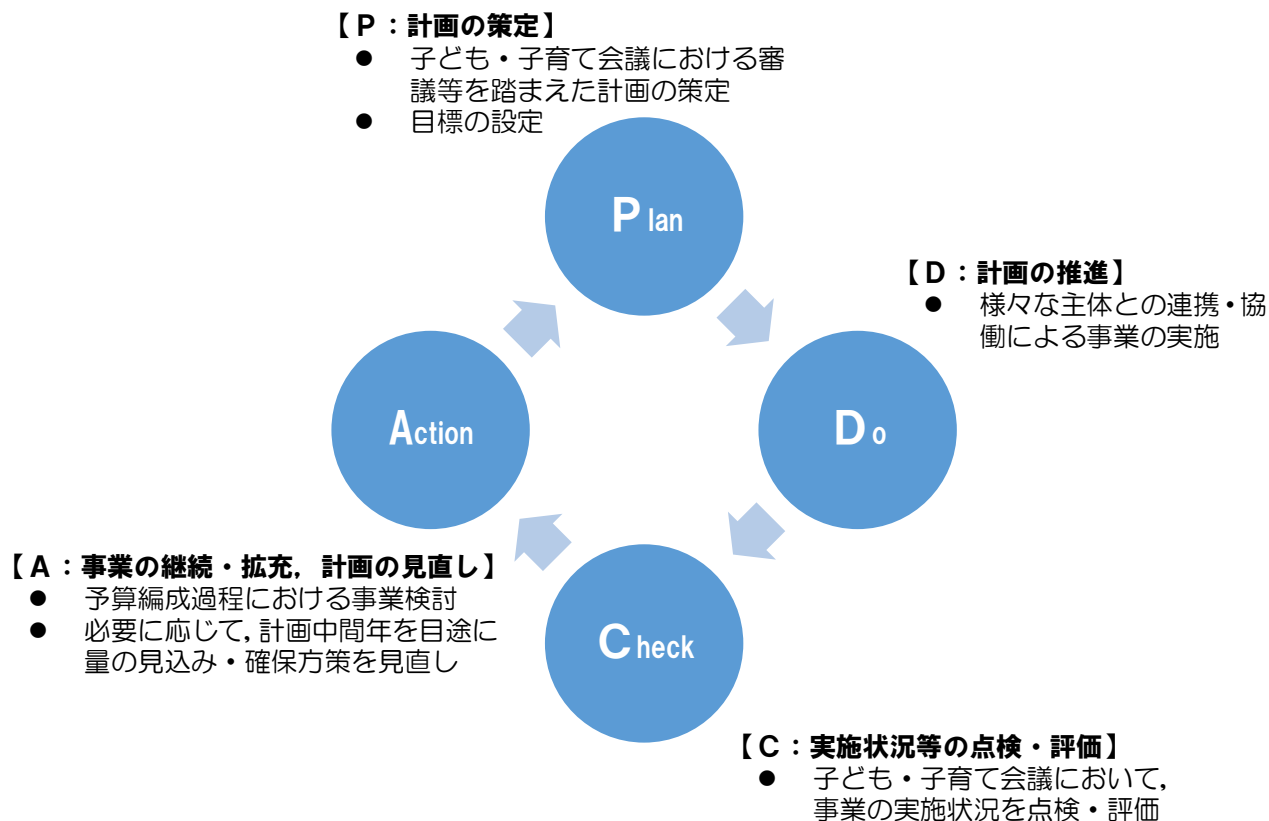 【P：計画の策定】
● 子ども・子育て会議における審
議等を踏まえた計画の策定
● 目標の設定
Plan
【D：計画の推進】
● 様々な主体との連携・協
働による事業の実施
Action
Do
【A：事業の継続・拡充，計画の見直し】
● 予算編成過程における事業検討
● 必要に応じて，計画中間年を目途に
量の見込み・確保方策を見直し
Check
【C：実施状況等の点検・評価】
● 子ども・子育て会議において，
事業の実施状況を点検・評価